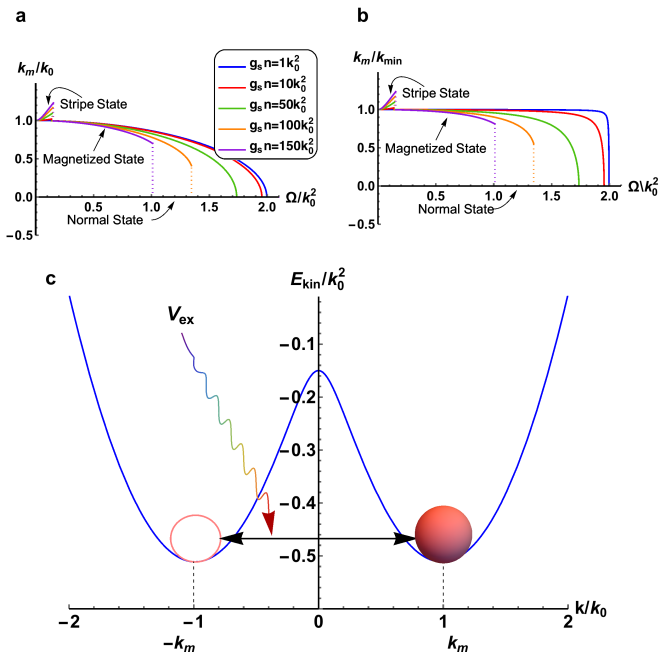 a
k_m/k_0
g_s n=1k_0^2
g_s n=10k_0^2
g_s n=50k_0^2
g_s n=100k_0^2
g_s n=150k_0^2
Stripe State
Magnetized State
Normal State
1.0
0.5
0.0
-0.5
0.5
1.0
1.5
2.0
Ω/k_0^2
b
k_m/k_min
Stripe State
Magnetized State
Normal State
1.0
0.5
0.0
-0.5
0.5
1.0
1.5
2.0
Ω\k_0^2
c
E_kin/k_0^2
V_ex
-0.1
-0.2
-0.3
-0.4
-0.5
-2
-1
0
1
2
k/k_0
-k_m
k_m